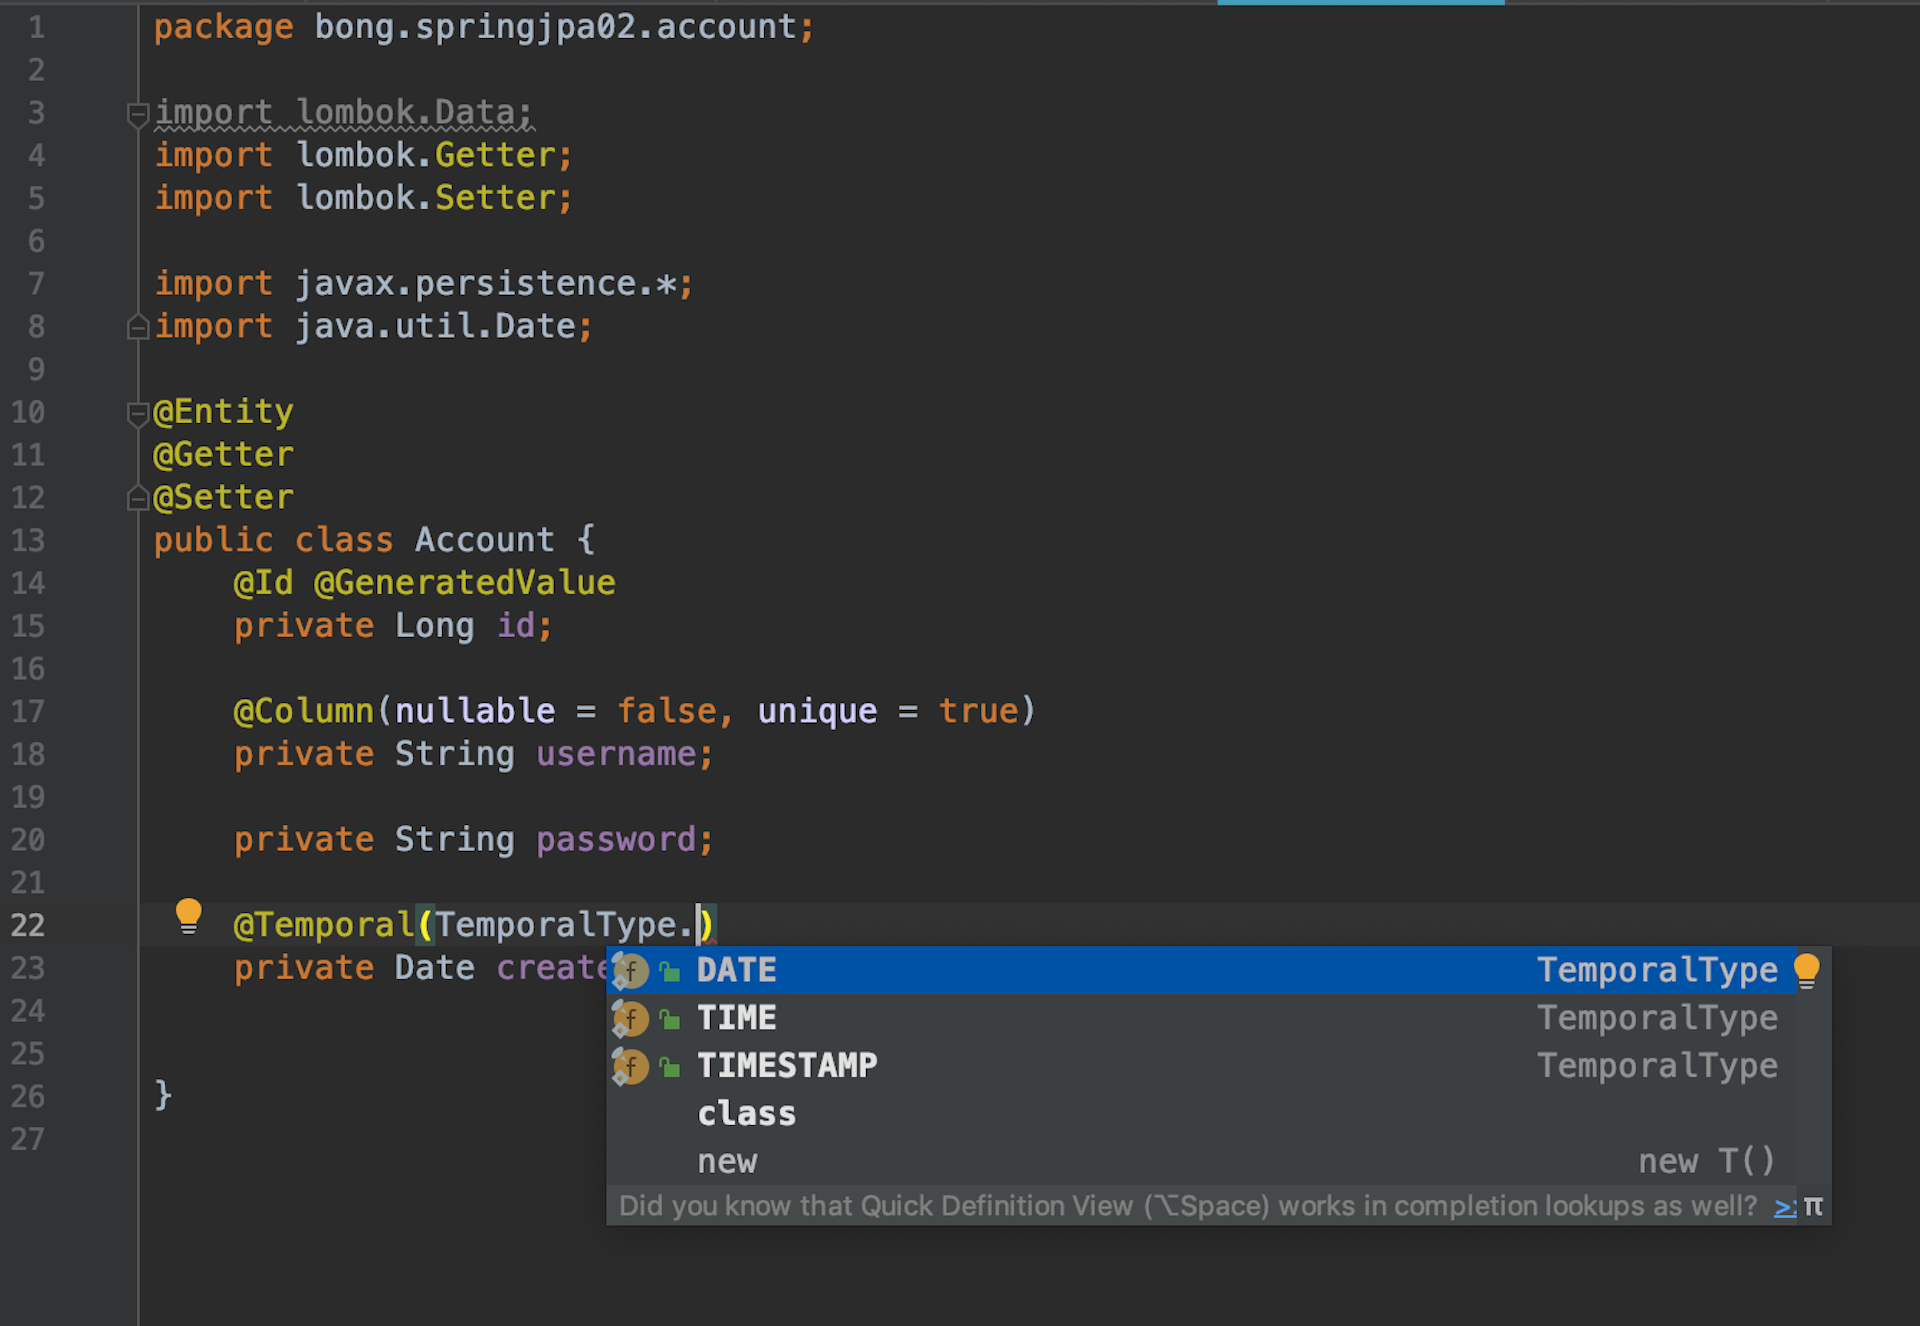 1 package bong.springjpa02.account;
2
3 import lombok.Data;
4 import lombok.Getter;
5 import lombok.Setter;
6
7 import javax.persistence.*;
8 import java.util.Date;
9
10 @Entity
11 @Getter
12 @Setter
13 public class Account {
14 @Id @GeneratedValue
15 private Long id;
16
17 @Column(nullable = false, unique = true)
18 private String username;
19
20 private String password;
21
22 @Temporal(TemporalType.)
23 private Date create
f DATE TemporalType
24
f TIME TemporalType
25
f TIMESTAMP TemporalType
26 }
class
27
new new T()
Did you know that Quick Definition View (⌥Space) works in completion lookups as well? >: π